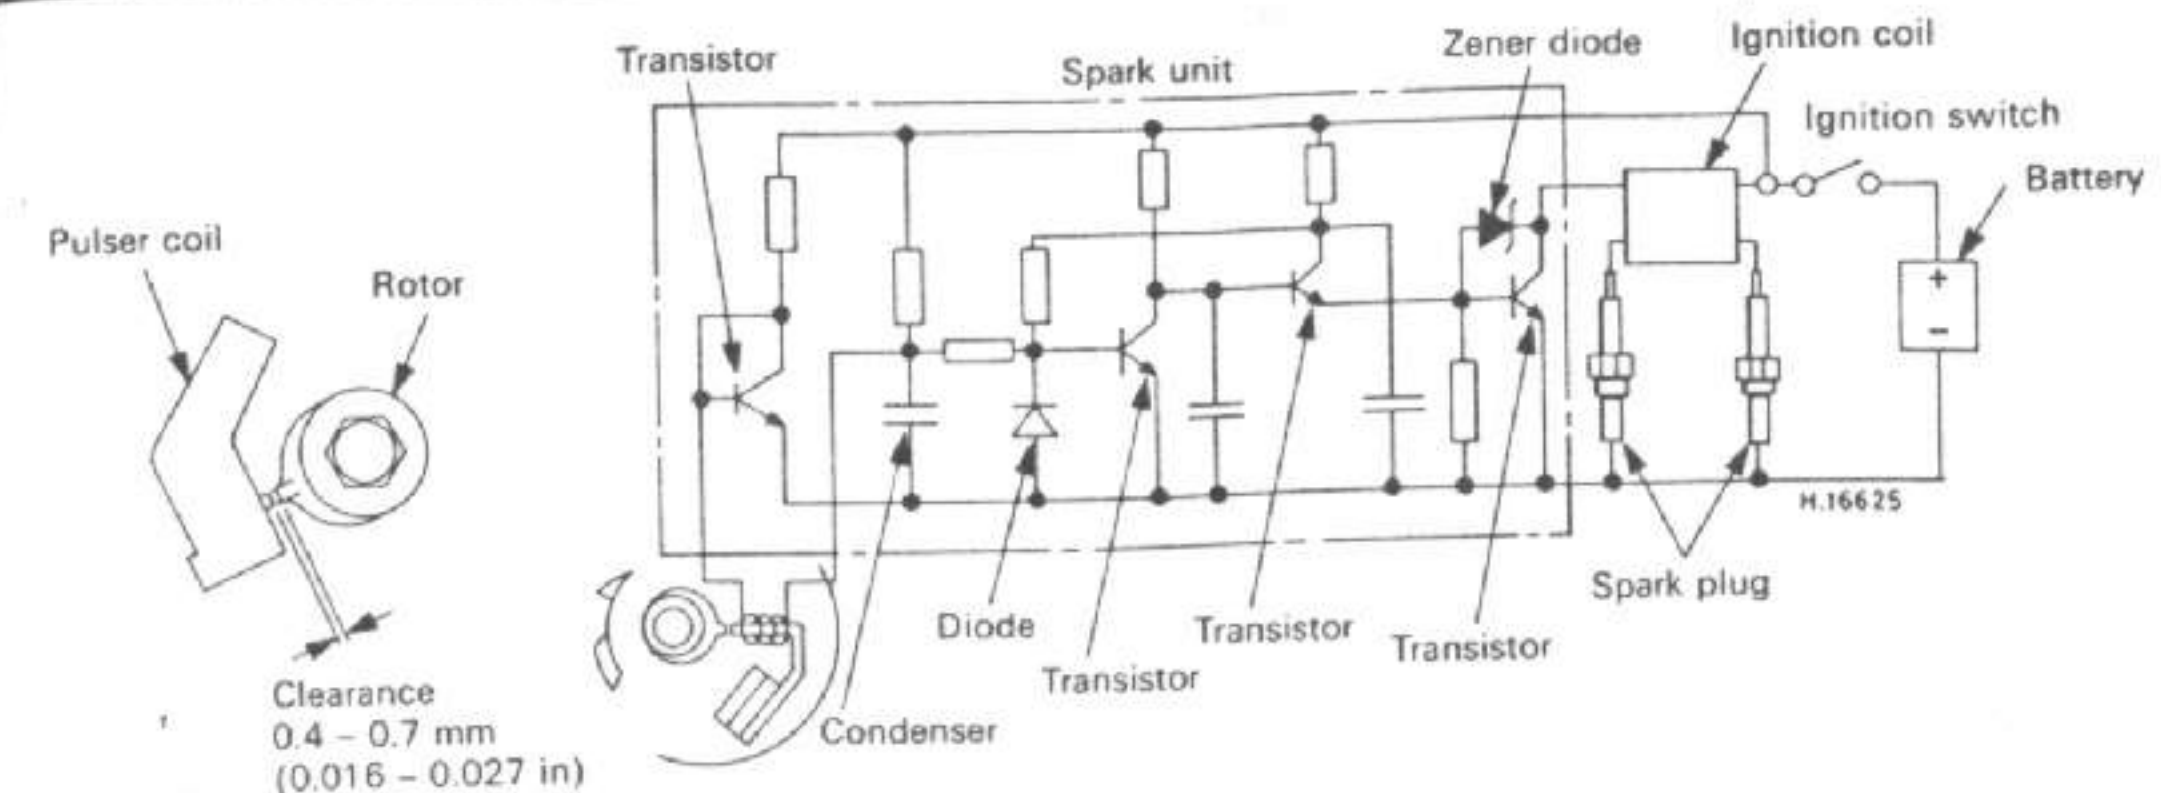 Transistor
Spark unit
Zener diode
Ignition coil
Ignition switch
Battery
Pulser coil
Rotor
+
−
H.16625
Spark plug
Diode
Transistor
Transistor
Transistor
Condenser
Clearance
0.4 – 0.7 mm
(0.016 – 0.027 in)